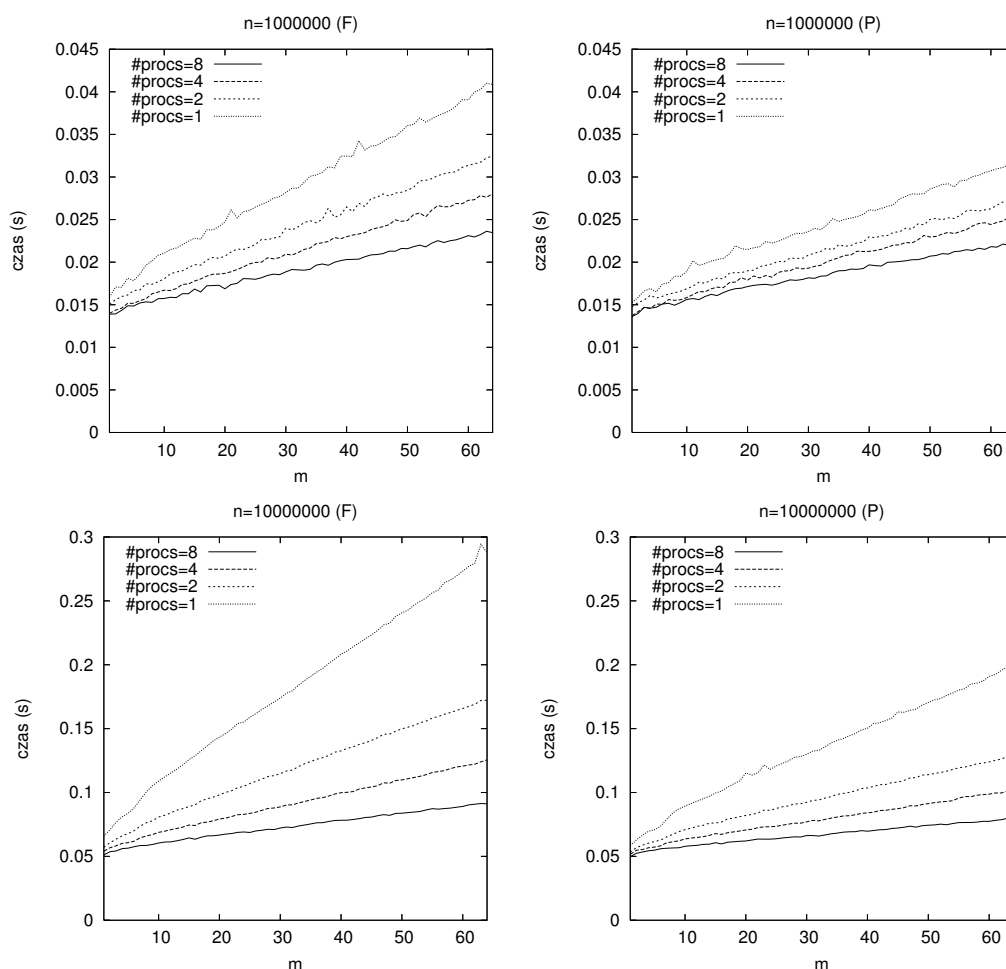 n=1000000 (F)
0.045
0.04
0.035
0.03
0.025
0.02
0.015
0.01
0.005
0
#procs=8
#procs=4
#procs=2
#procs=1
czas (s)
10 20 30 40 50 60
m
n=1000000 (P)
0.045
0.04
0.035
0.03
0.025
0.02
0.015
0.01
0.005
0
#procs=8
#procs=4
#procs=2
#procs=1
czas (s)
10 20 30 40 50 60
m
n=10000000 (F)
0.3
0.25
0.2
0.15
0.1
0.05
0
#procs=8
#procs=4
#procs=2
#procs=1
czas (s)
10 20 30 40 50 60
m
n=10000000 (P)
0.3
0.25
0.2
0.15
0.1
0.05
0
#procs=8
#procs=4
#procs=2
#procs=1
czas (s)
10 20 30 40 50 60
m